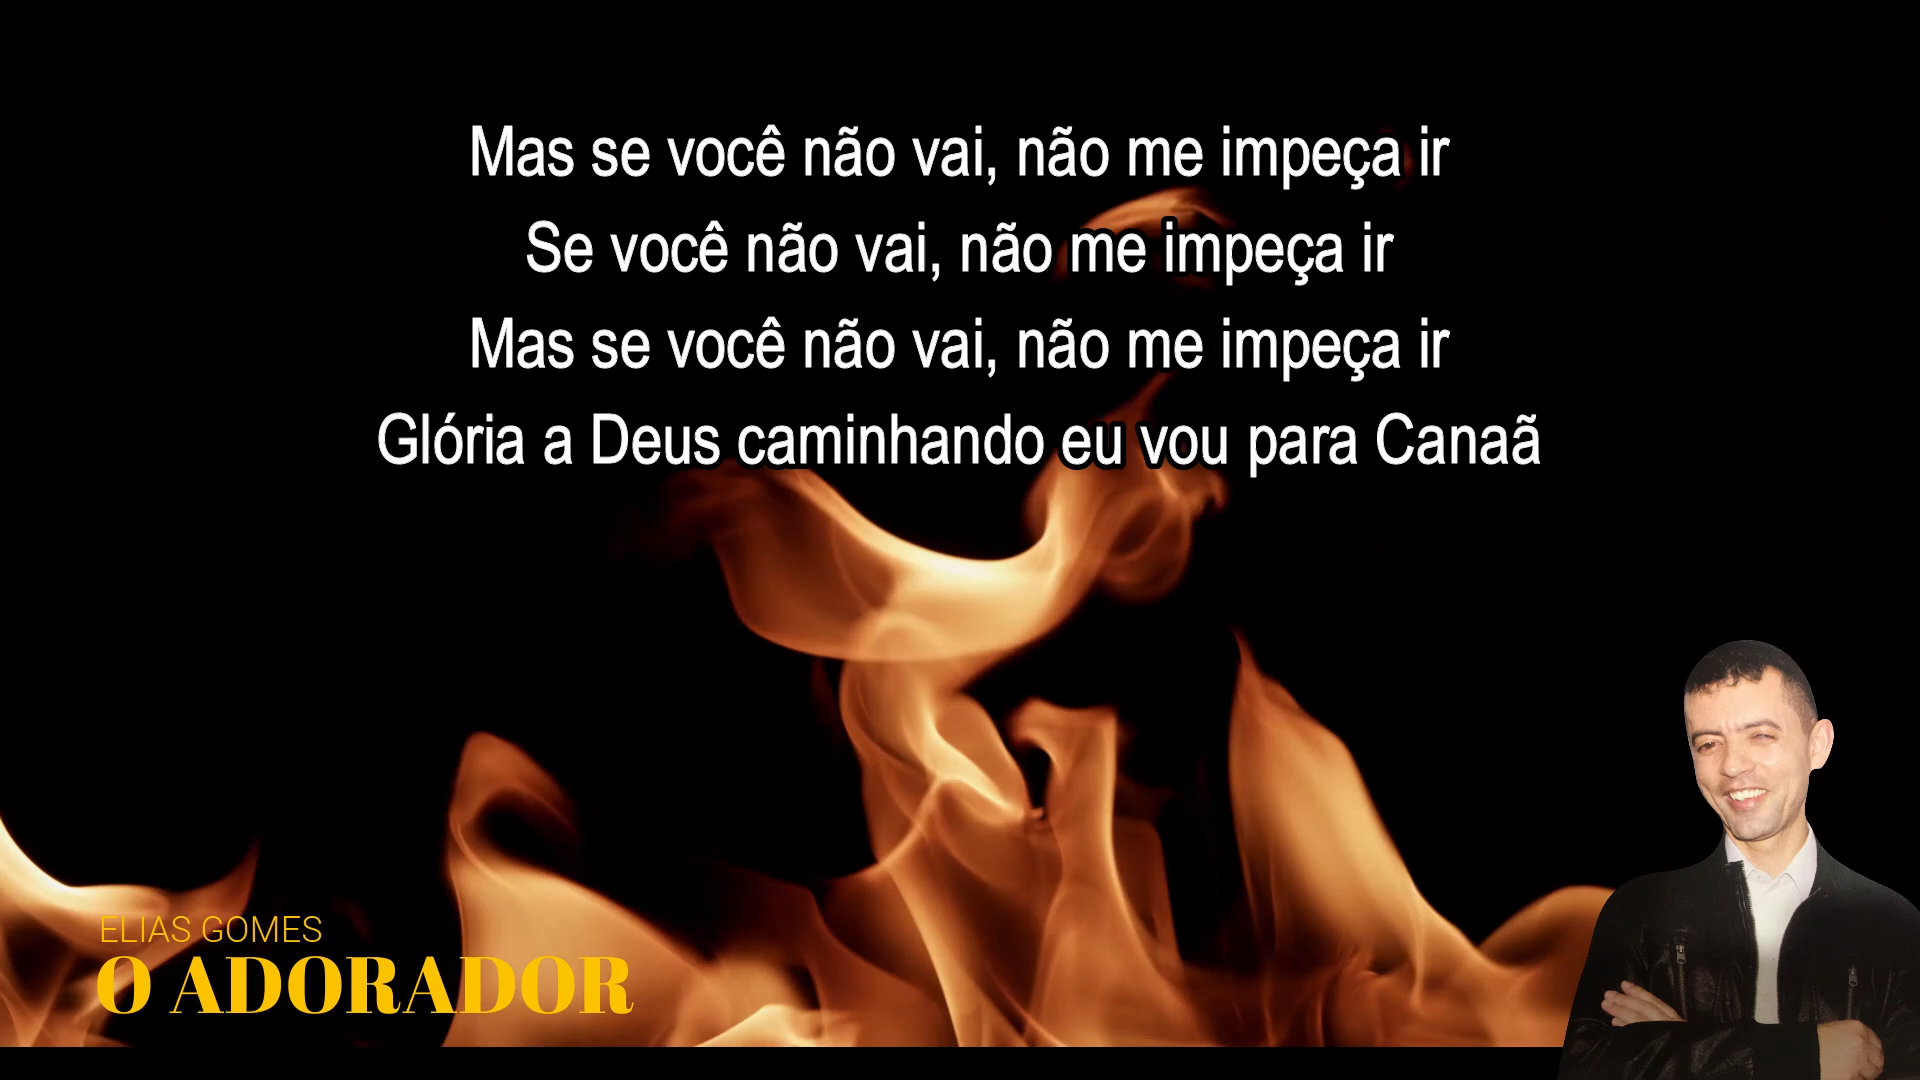 Mas se você não vai, não me impeça ir
Se você não vai, não me impeça ir
Mas se você não vai, não me impeça ir
Glória a Deus caminhando eu vou para Canaã
ELIAS GOMES
O ADORADOR